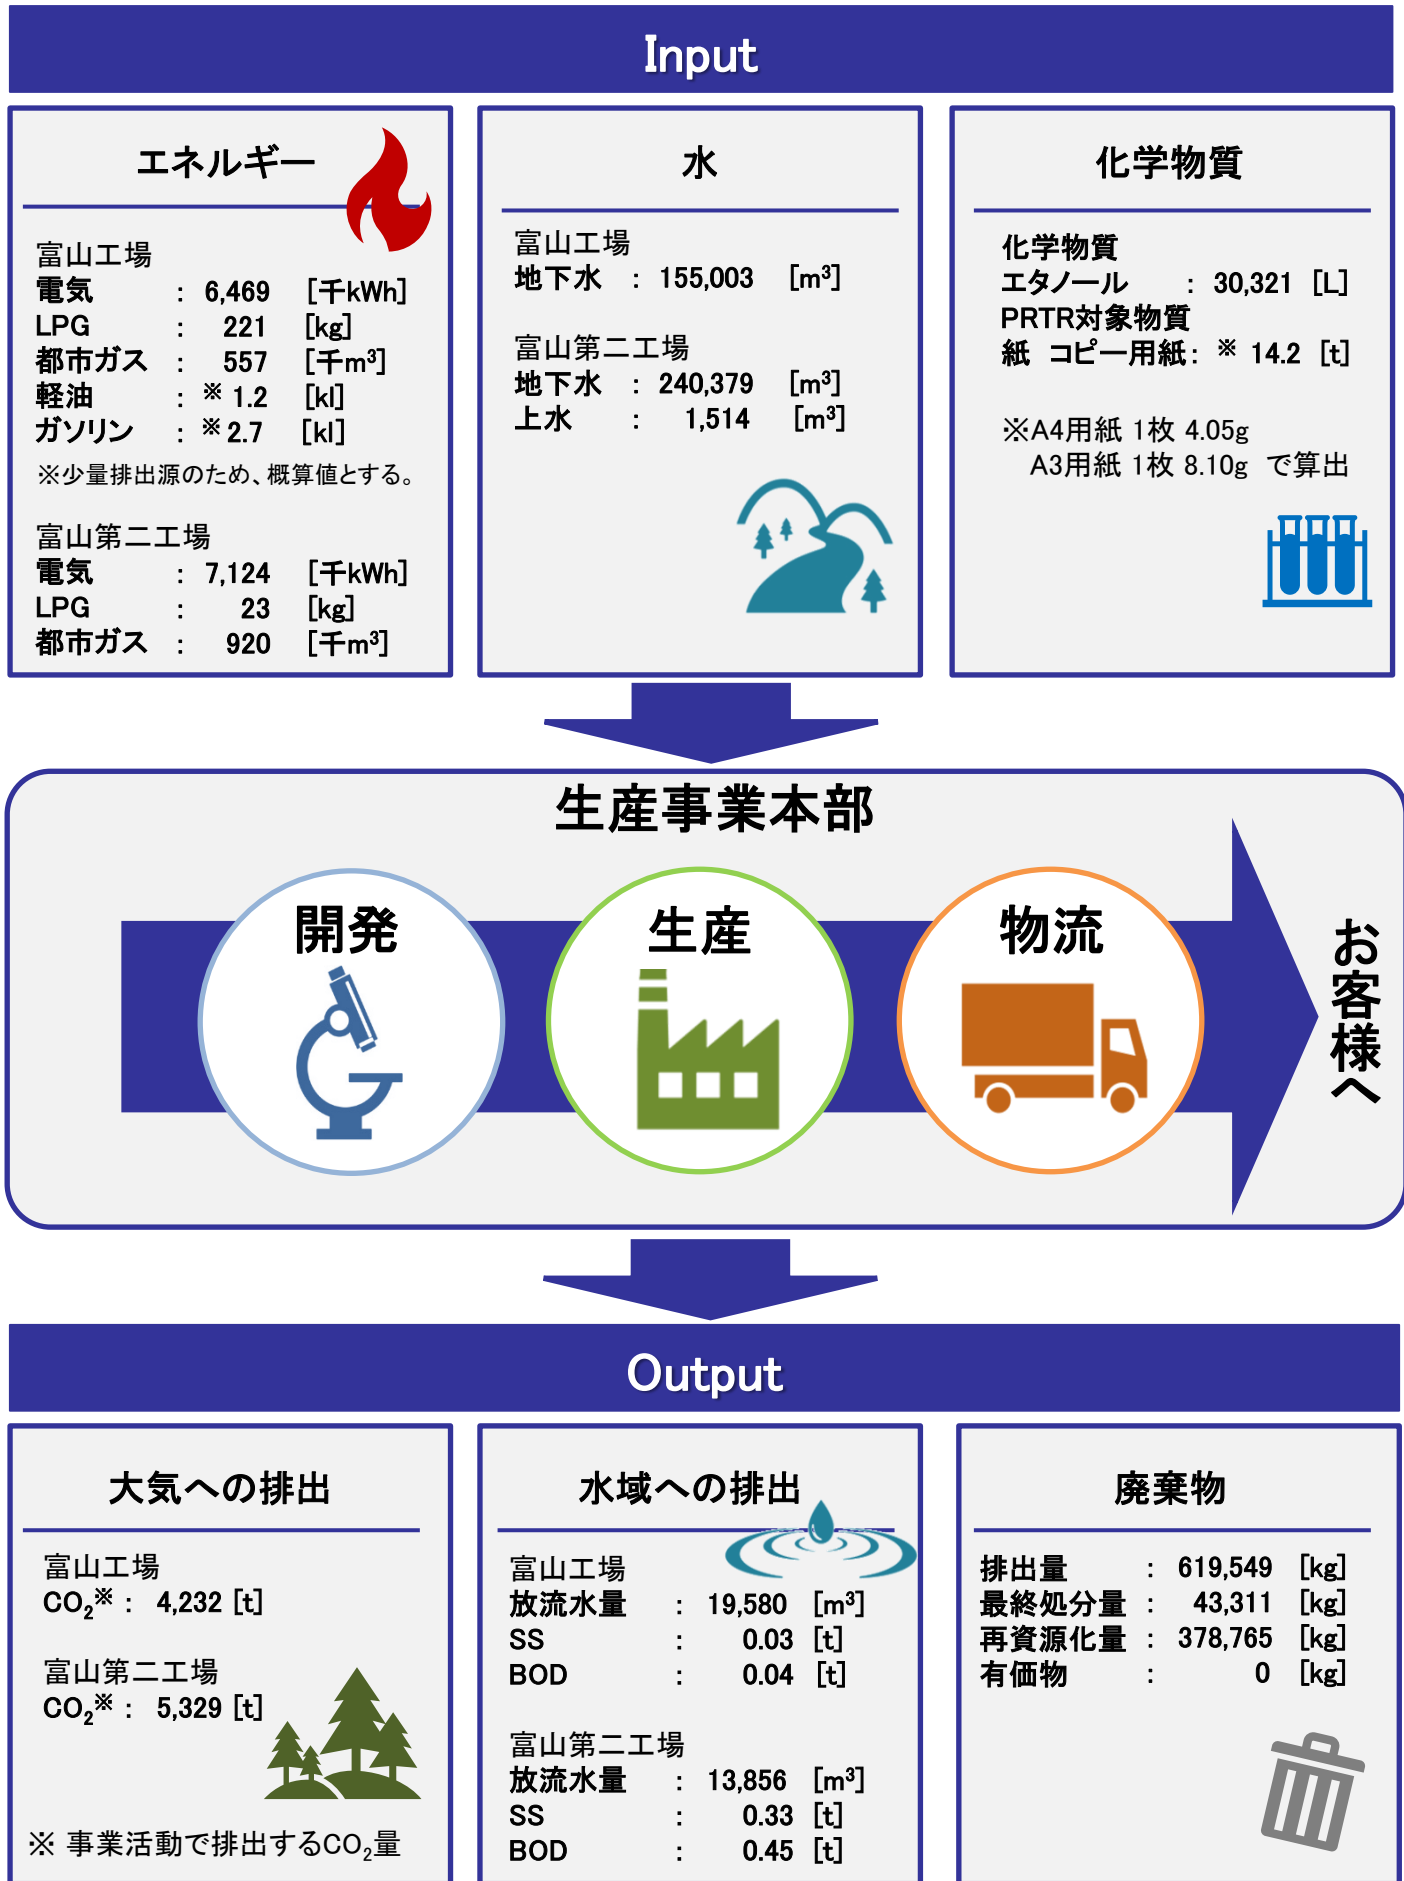 Input
エネルギー
富山工場
電気 : 6,469 [千kWh]
LPG : 221 [kg]
都市ガス : 557 [千m³]
軽油 : ※ 1.2 [kl]
ガソリン : ※ 2.7 [kl]
※少量排出源のため、概算値とする。
富山第二工場
電気 : 7,124 [千kWh]
LPG : 23 [kg]
都市ガス : 920 [千m³]
水
富山工場
地下水 : 155,003 [m³]
富山第二工場
地下水 : 240,379 [m³]
上水 : 1,514 [m³]
化学物質
化学物質
エタノール : 30,321 [L]
PRTR対象物質
紙 コピー用紙: ※ 14.2 [t]
※A4用紙 1枚 4.05g
A3用紙 1枚 8.10g で算出
生産事業本部
開発
生産
物流
お客様へ
Output
大気への排出
富山工場
CO₂※ : 4,232 [t]
富山第二工場
CO₂※ : 5,329 [t]
※ 事業活動で排出するCO₂量
水域への排出
富山工場
放流水量 : 19,580 [m³]
SS : 0.03 [t]
BOD : 0.04 [t]
富山第二工場
放流水量 : 13,856 [m³]
SS : 0.33 [t]
BOD : 0.45 [t]
廃棄物
排出量 : 619,549 [kg]
最終処分量 : 43,311 [kg]
再資源化量 : 378,765 [kg]
有価物 : 0 [kg]